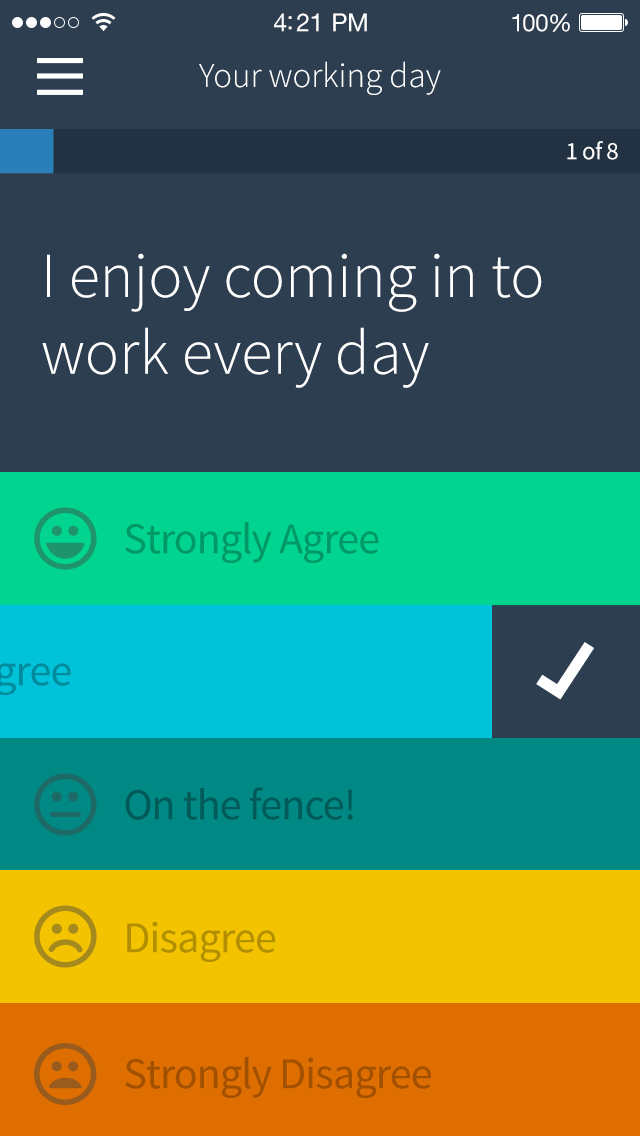 4:21 PM 100%
Your working day
1 of 8
I enjoy coming in to
work every day
Strongly Agree
gree
On the fence!
Disagree
Strongly Disagree